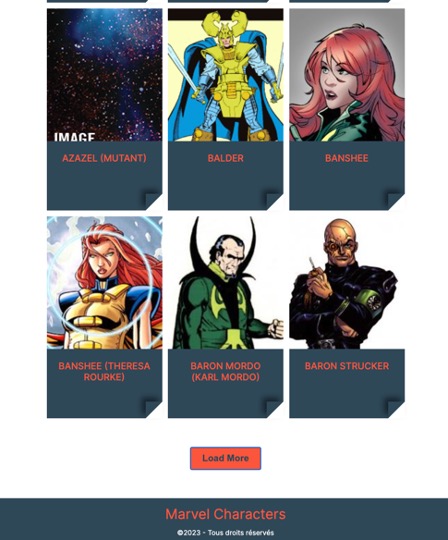 IMAGE
AZAZEL (MUTANT)
BALDER
BANSHEE
BANSHEE (THERESA
ROURKE)
BARON MORDO
(KARL MORDO)
BARON STRUCKER
Load More
Marvel Characters
©2023 - Tous droits réservés